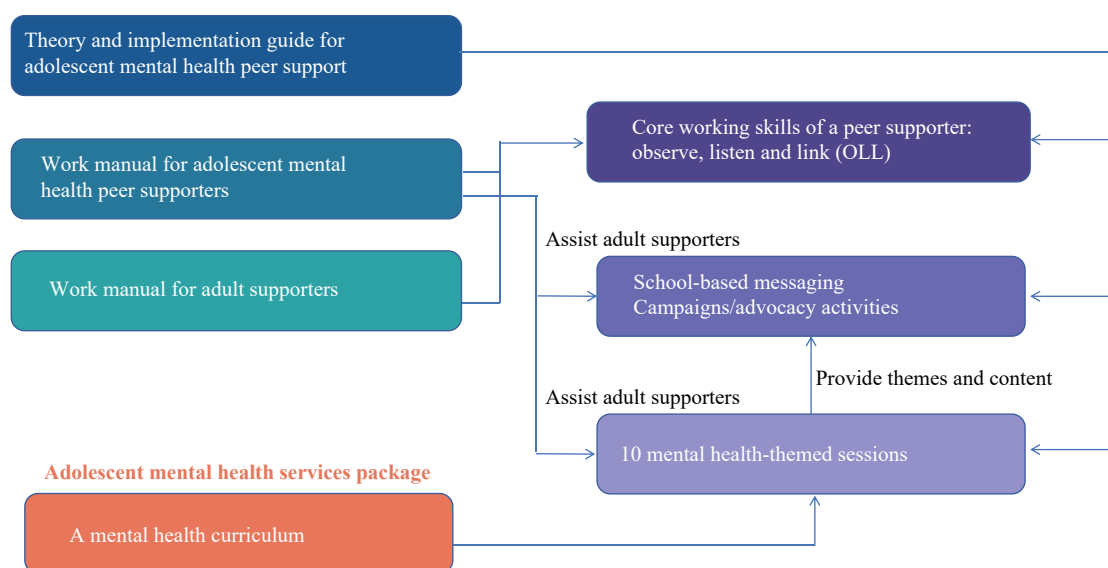 Theory and implementation guide for
adolescent mental health peer support
Core working skills of a peer supporter:
observe, listen and link (OLL)
Work manual for adolescent mental
health peer supporters
Assist adult supporters
Work manual for adult supporters
School-based messaging
Campaigns/advocacy activities
Provide themes and content
Assist adult supporters
10 mental health-themed sessions
Adolescent mental health services package
A mental health curriculum